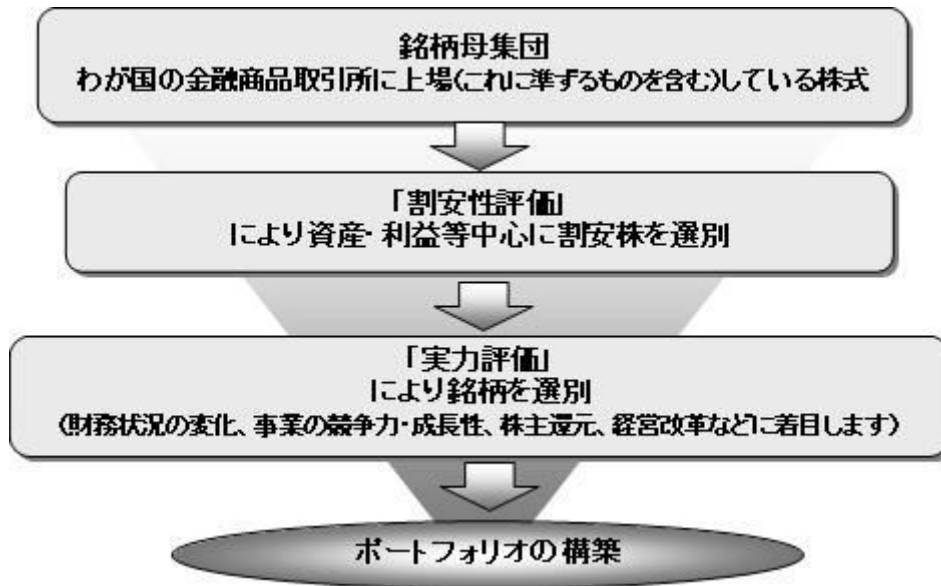 銘柄母集団
わが国の金融商品取引所に上場(これに準ずるものを含む)している株式
「割安性評価」
により資産・利益等中心に割安株を選別
「実力評価」
により銘柄を選別
(財務状況の変化、事業の競争力・成長性、株主還元、経営改革などに着目します)
ポートフォリオの構築